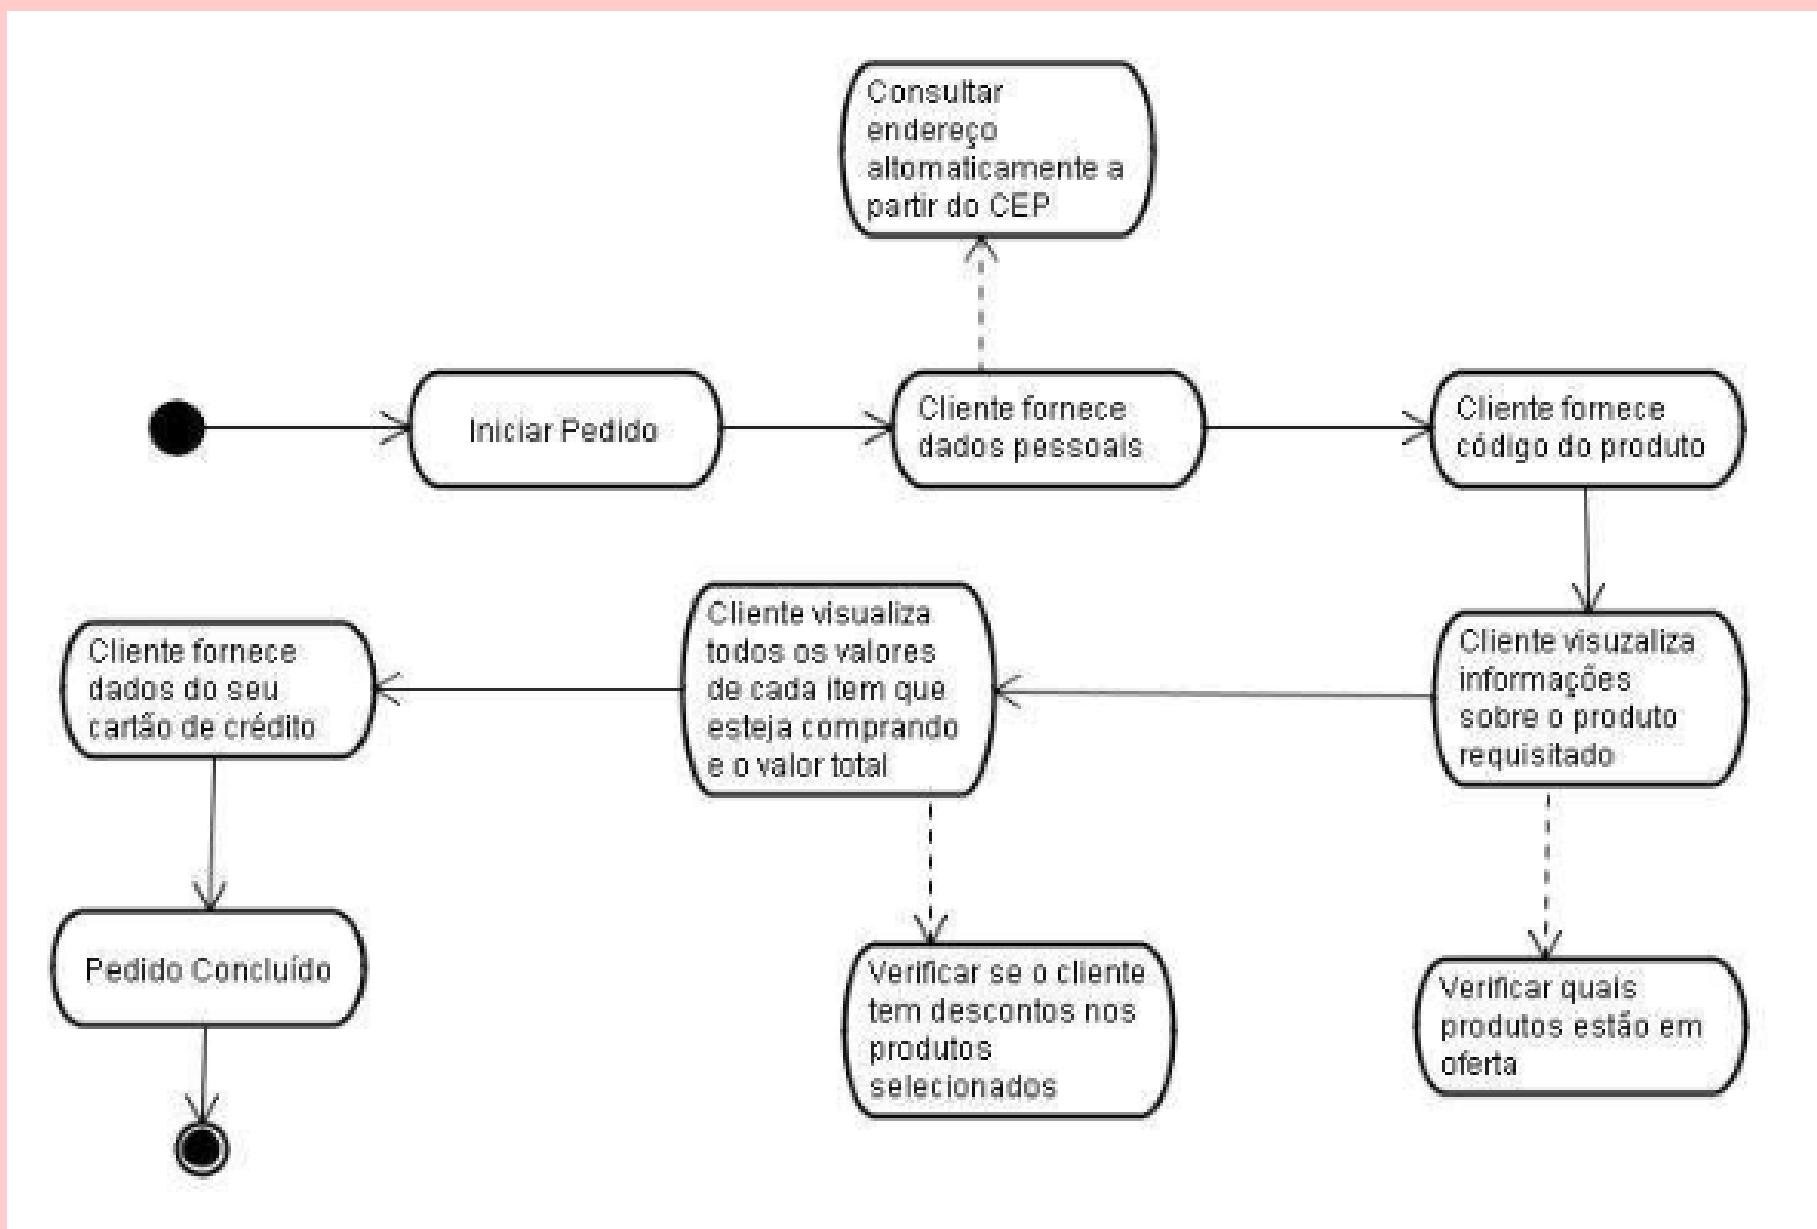 Consultar
endereço
altomaticamente a
partir do CEP
Iniciar Pedido
Cliente fornece
dados pessoais
Cliente fornece
código do produto
Cliente fornece
dados do seu
cartão de crédito
Cliente visualiza
todos os valores
de cada item que
esteja comprando
e o valor total
Cliente visuzaliza
informações
sobre o produto
requisitado
Pedido Concluído
Verificar se o cliente
tem descontos nos
produtos
selecionados
Verificar quais
produtos estão em
oferta